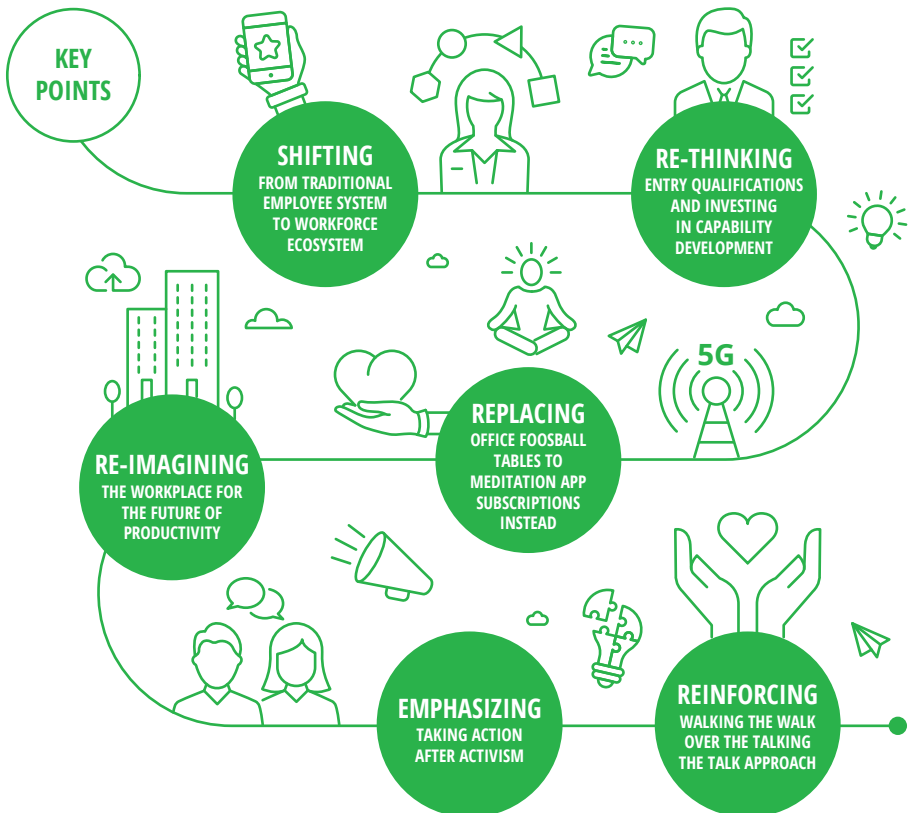 KEY
POINTS
SHIFTING
FROM TRADITIONAL
EMPLOYEE SYSTEM
TO WORKFORCE
ECOSYSTEM
RE-THINKING
ENTRY QUALIFICATIONS
AND INVESTING
IN CAPABILITY
DEVELOPMENT
5G
REPLACING
OFFICE FOOSBALL
TABLES TO
MEDITATION APP
SUBSCRIPTIONS
INSTEAD
RE-IMAGINING
THE WORKPLACE FOR
THE FUTURE OF
PRODUCTIVITY
EMPHASIZING
TAKING ACTION
AFTER ACTIVISM
REINFORCING
WALKING THE WALK
OVER THE TALKING
THE TALK APPROACH